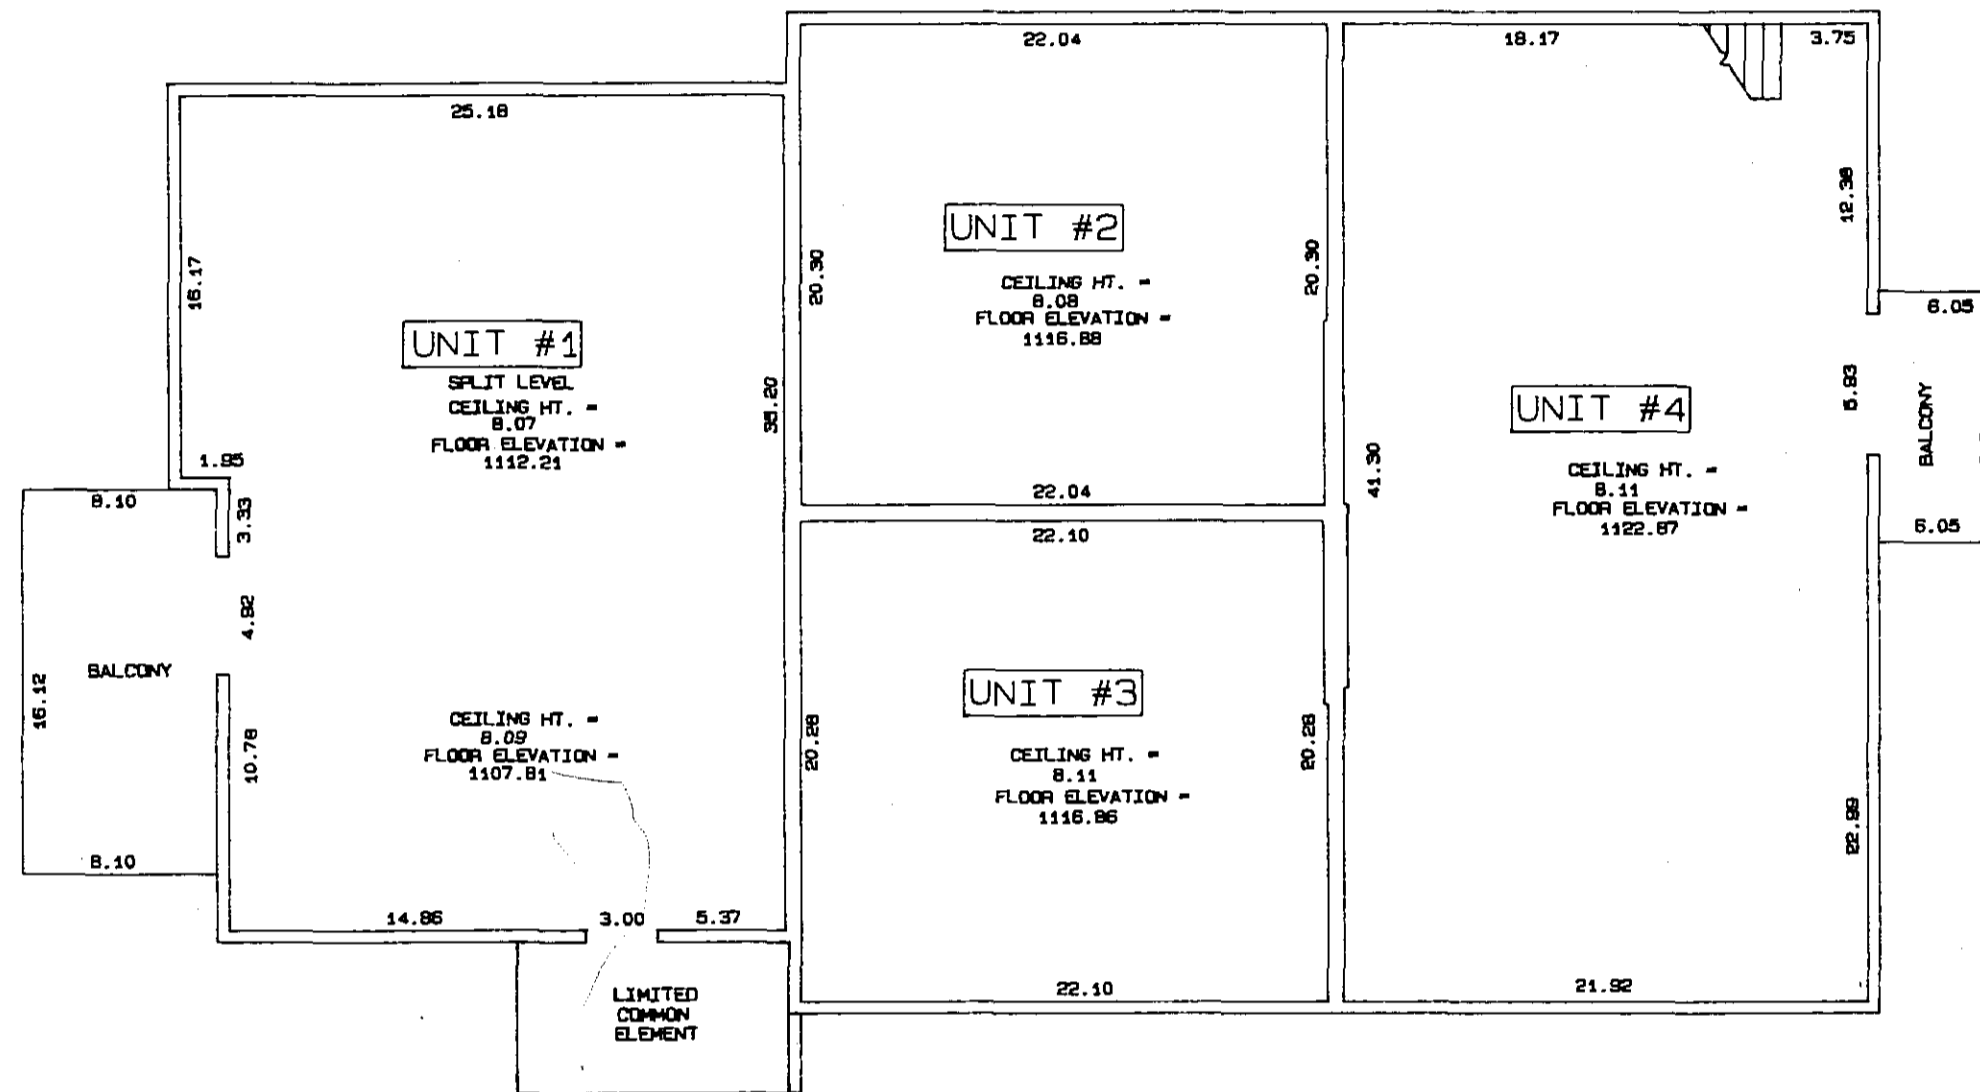 22.04
18.17
3.75
25.18
16.17
UNIT #1
SPLIT LEVEL
CEILING HT. =
8.07
FLOOR ELEVATION =
1112.21
35.20
1.95
3.33
8.10
4.92
BALCONY
16.12
10.78
8.10
CEILING HT. =
8.09
FLOOR ELEVATION =
1107.81
14.86
3.00
5.37
LIMITED
COMMON
ELEMENT
UNIT #2
CEILING HT. =
8.08
FLOOR ELEVATION =
1116.88
20.30
20.30
22.04
22.10
UNIT #3
CEILING HT. =
8.11
FLOOR ELEVATION =
1116.86
20.28
20.28
22.10
UNIT #4
CEILING HT. =
8.11
FLOOR ELEVATION =
1122.87
41.30
12.38
5.93
22.99
21.92
6.05
BALCONY
6.05